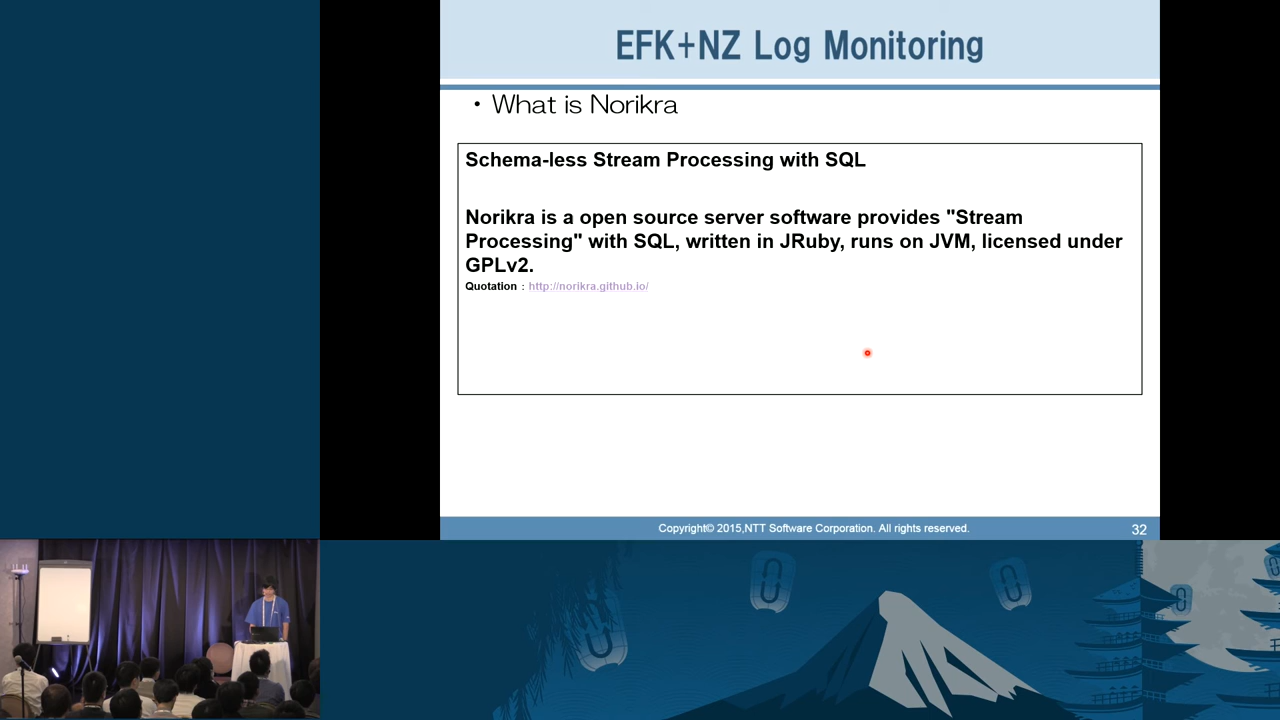 EFK+NZ Log Monitoring
・What is Norikra
Schema-less Stream Processing with SQL
Norikra is a open source server software provides "Stream
Processing" with SQL, written in JRuby, runs on JVM, licensed under
GPLv2.
Quotation : http://norikra.github.io/
Copyright© 2015,NTT Software Corporation. All rights reserved.
32